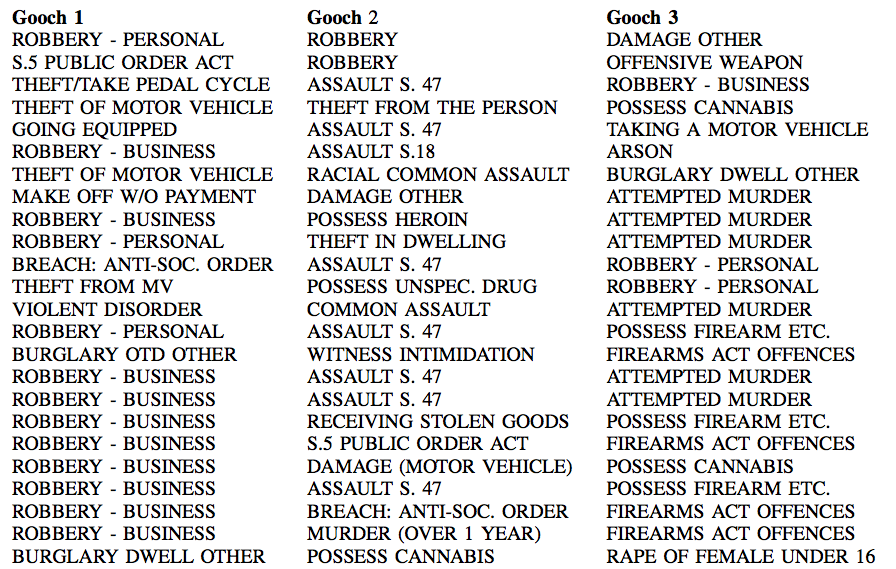 Gooch 1 Gooch 2 Gooch 3
ROBBERY - PERSONAL ROBBERY DAMAGE OTHER
S.5 PUBLIC ORDER ACT ROBBERY OFFENSIVE WEAPON
THEFT/TAKE PEDAL CYCLE ASSAULT S. 47 ROBBERY - BUSINESS
THEFT OF MOTOR VEHICLE THEFT FROM THE PERSON POSSESS CANNABIS
GOING EQUIPPED ASSAULT S. 47 TAKING A MOTOR VEHICLE
ROBBERY - BUSINESS ASSAULT S.18 ARSON
THEFT OF MOTOR VEHICLE RACIAL COMMON ASSAULT BURGLARY DWELL OTHER
MAKE OFF W/O PAYMENT DAMAGE OTHER ATTEMPTED MURDER
ROBBERY - BUSINESS POSSESS HEROIN ATTEMPTED MURDER
ROBBERY - PERSONAL THEFT IN DWELLING ATTEMPTED MURDER
BREACH: ANTI-SOC. ORDER ASSAULT S. 47 ROBBERY - PERSONAL
THEFT FROM MV POSSESS UNSPEC. DRUG ROBBERY - PERSONAL
VIOLENT DISORDER COMMON ASSAULT ATTEMPTED MURDER
ROBBERY - PERSONAL ASSAULT S. 47 POSSESS FIREARM ETC.
BURGLARY OTD OTHER WITNESS INTIMIDATION FIREARMS ACT OFFENCES
ROBBERY - BUSINESS ASSAULT S. 47 ATTEMPTED MURDER
ROBBERY - BUSINESS ASSAULT S. 47 ATTEMPTED MURDER
ROBBERY - BUSINESS RECEIVING STOLEN GOODS POSSESS FIREARM ETC.
ROBBERY - BUSINESS S.5 PUBLIC ORDER ACT FIREARMS ACT OFFENCES
ROBBERY - BUSINESS DAMAGE (MOTOR VEHICLE) POSSESS CANNABIS
ROBBERY - BUSINESS ASSAULT S. 47 POSSESS FIREARM ETC.
ROBBERY - BUSINESS BREACH: ANTI-SOC. ORDER FIREARMS ACT OFFENCES
ROBBERY - BUSINESS MURDER (OVER 1 YEAR) FIREARMS ACT OFFENCES
BURGLARY DWELL OTHER POSSESS CANNABIS RAPE OF FEMALE UNDER 16